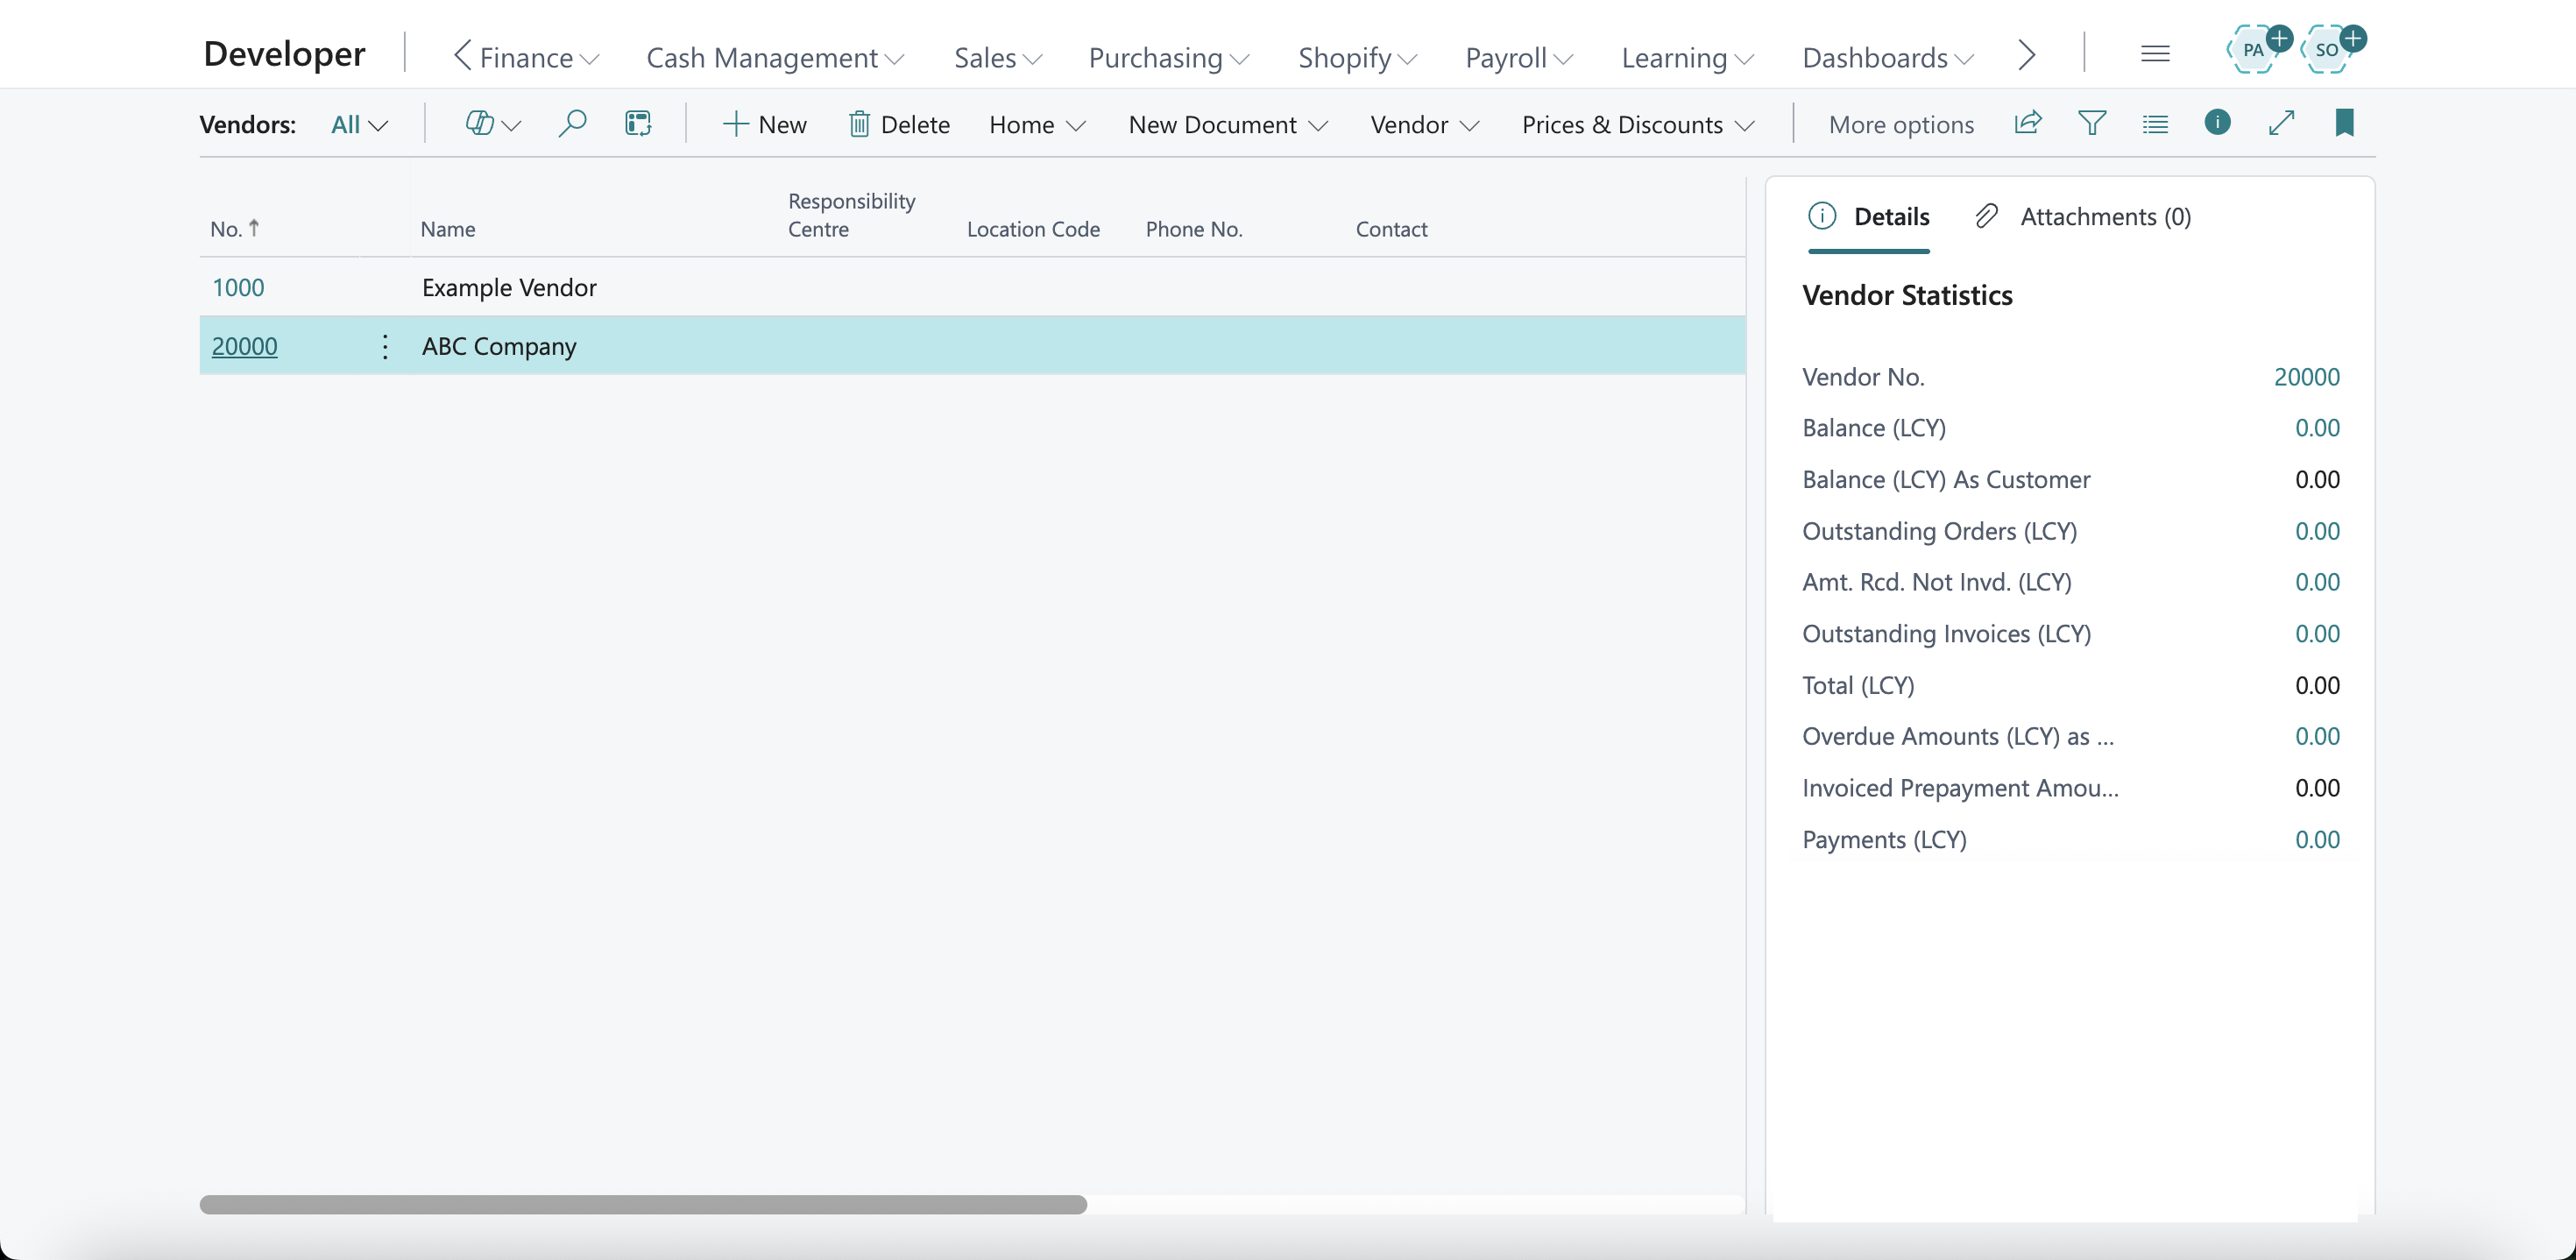 Developer
Finance Cash Management Sales Purchasing Shopify Payroll Learning Dashboards
PA SO
Vendors: All New Delete Home New Document Vendor Prices & Discounts More options
No. ↑ Name Responsibility Centre Location Code Phone No. Contact
1000 Example Vendor
20000 ABC Company
Details Attachments (0)
Vendor Statistics
Vendor No. 20000
Balance (LCY) 0.00
Balance (LCY) As Customer 0.00
Outstanding Orders (LCY) 0.00
Amt. Rcd. Not Invd. (LCY) 0.00
Outstanding Invoices (LCY) 0.00
Total (LCY) 0.00
Overdue Amounts (LCY) as ... 0.00
Invoiced Prepayment Amou... 0.00
Payments (LCY) 0.00